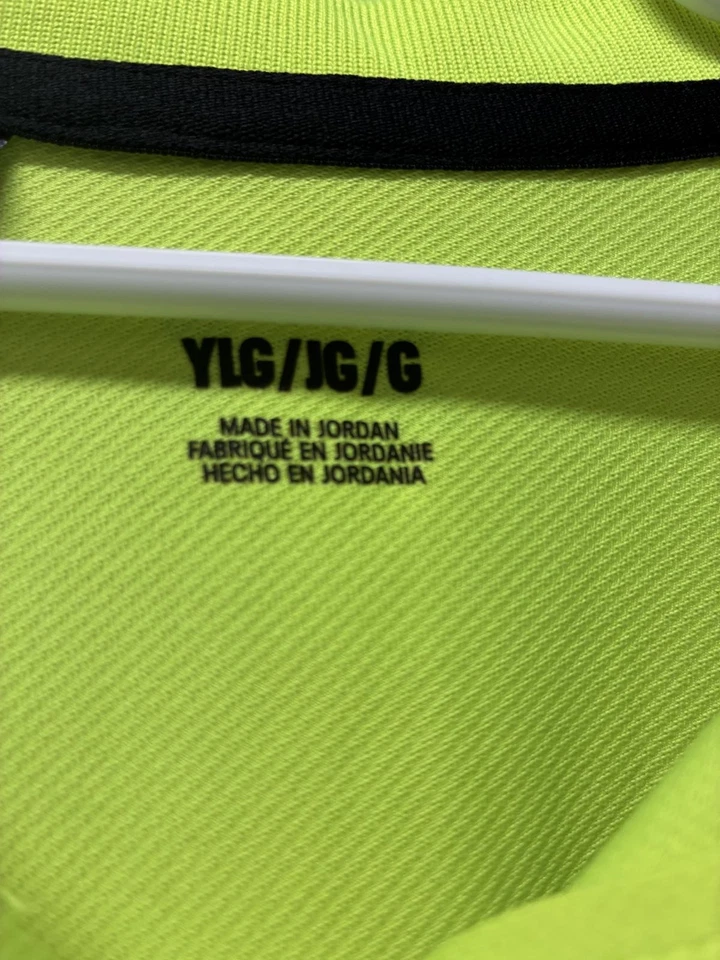 YLG/JG/G
MADE IN JORDAN
FABRIQUÉ EN JORDANIE
HECHO EN JORDANIA